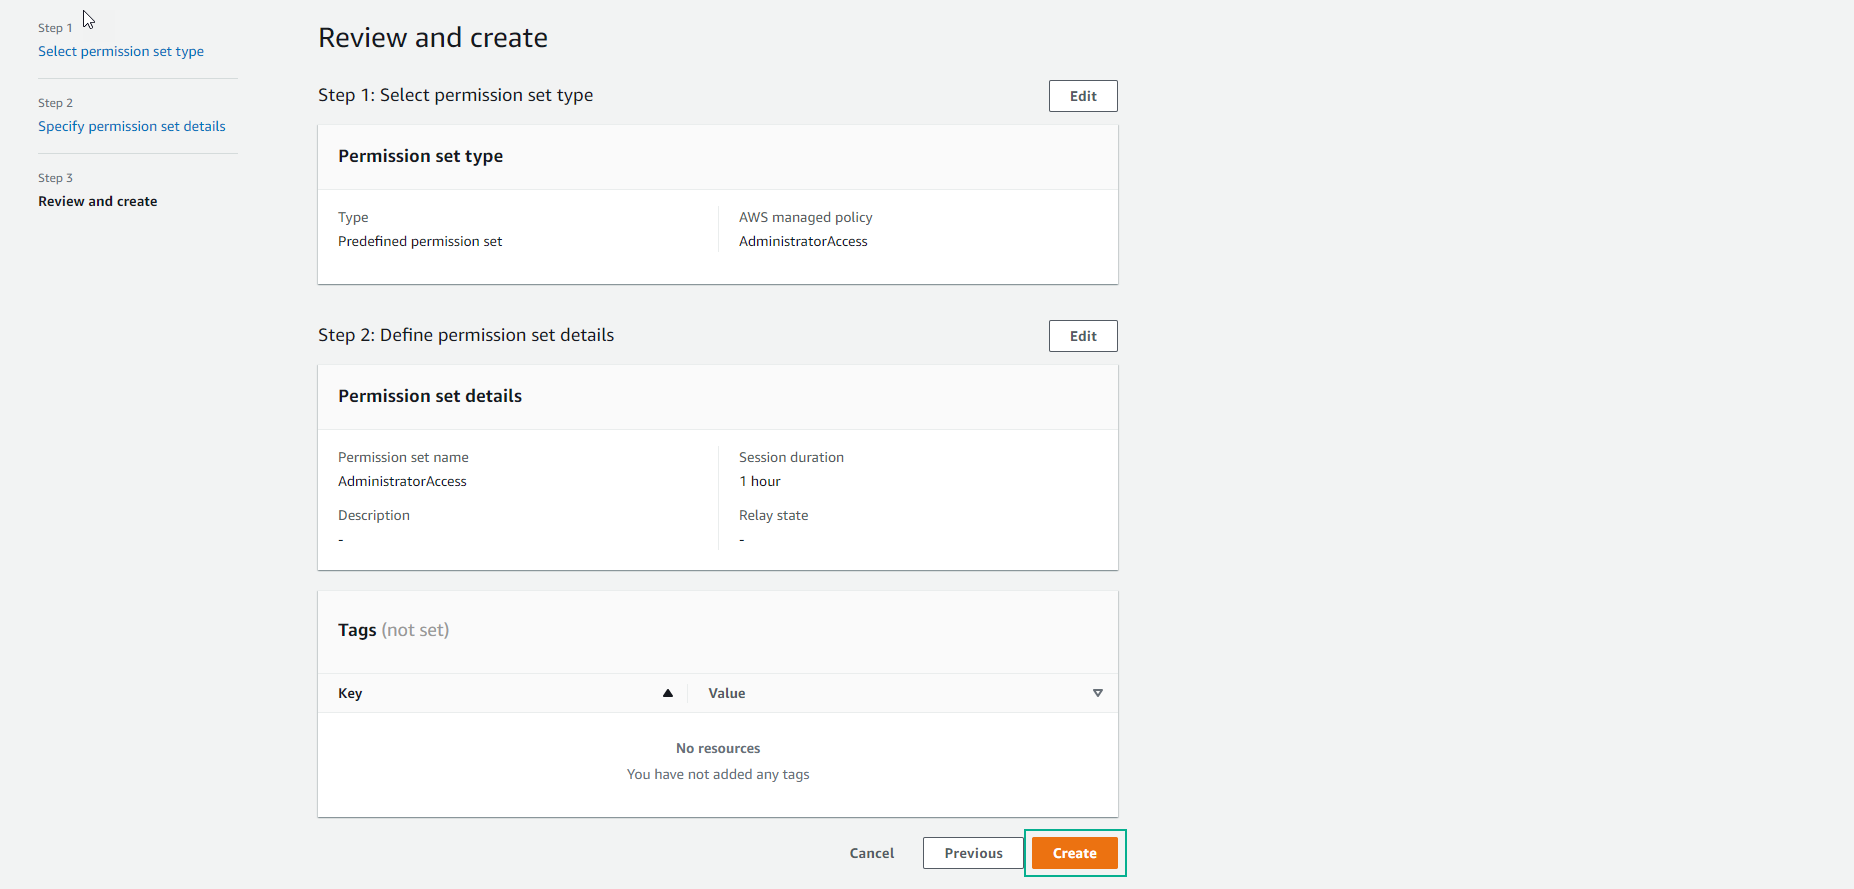 Step 1
Select permission set type
Step 2
Specify permission set details
Step 3
Review and create
Review and create
Step 1: Select permission set type
Edit
Permission set type
Type
Predefined permission set
AWS managed policy
AdministratorAccess
Step 2: Define permission set details
Edit
Permission set details
Permission set name
AdministratorAccess
Session duration
1 hour
Description
-
Relay state
-
Tags (not set)
Key
Value
No resources
You have not added any tags
Cancel
Previous
Create